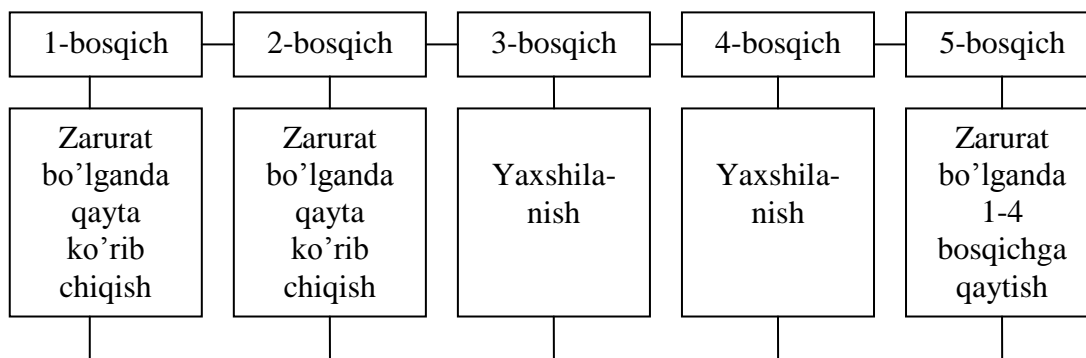 1-bosqich
2-bosqich
3-bosqich
4-bosqich
5-bosqich
Zarurat
bo’lganda
qayta
ko’rib
chiqish
Zarurat
bo’lganda
qayta
ko’rib
chiqish
Yaxshila-
nish
Yaxshila-
nish
Zarurat
bo’lganda
1-4
bosqichga
qaytish